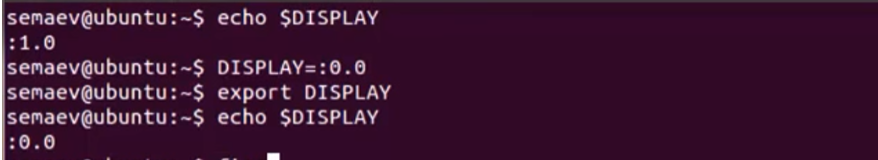 semaev@ubuntu:~$ echo $DISPLAY
:1.0
semaev@ubuntu:~$ DISPLAY=:0.0
semaev@ubuntu:~$ export DISPLAY
semaev@ubuntu:~$ echo $DISPLAY
:0.0